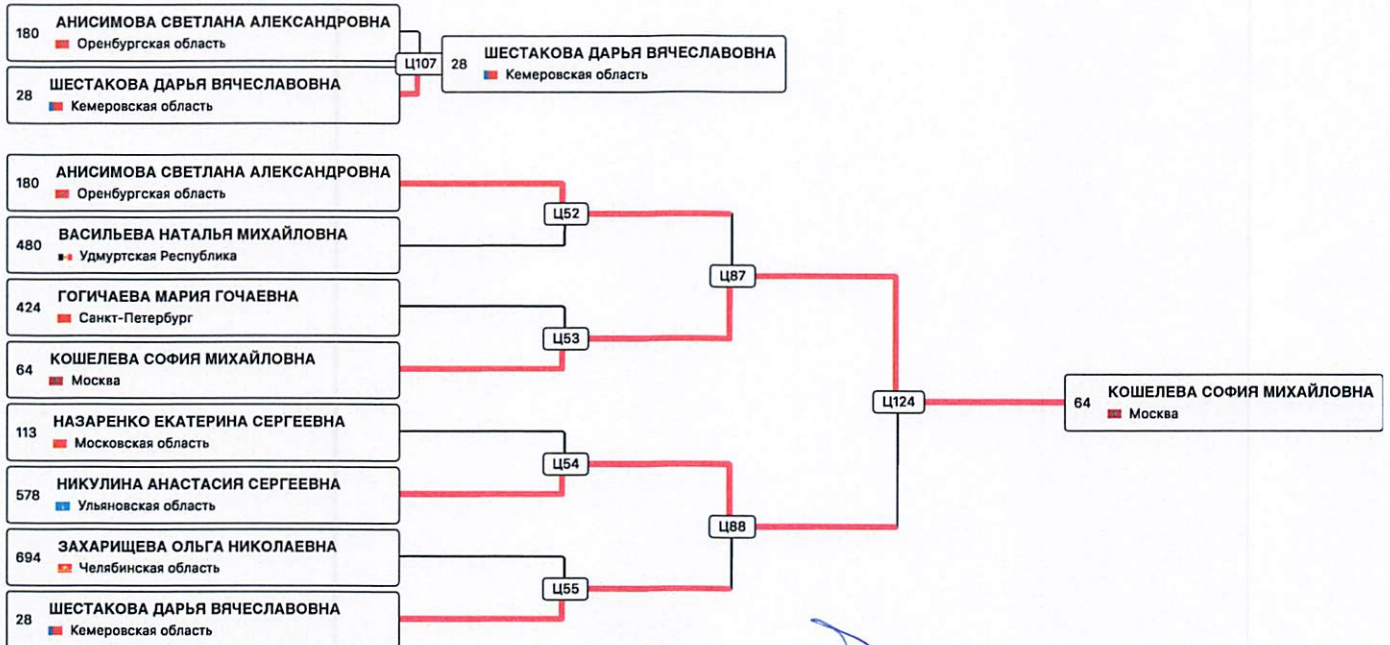 180 АНИСИМОВА СВЕТЛАНА АЛЕКСАНДРОВНА
Оренбургская область
28 ШЕСТАКОВА ДАРЬЯ ВЯЧЕСЛАВОВНА
Кемеровская область
Ц107
28 ШЕСТАКОВА ДАРЬЯ ВЯЧЕСЛАВОВНА
Кемеровская область
180 АНИСИМОВА СВЕТЛАНА АЛЕКСАНДРОВНА
Оренбургская область
480 ВАСИЛЬЕВА НАТАЛЬЯ МИХАЙЛОВНА
Удмуртская Республика
424 ГОГИЧАЕВА МАРИЯ ГОЧАЕВНА
Санкт-Петербург
64 КОШЕЛЕВА СОФИЯ МИХАЙЛОВНА
Москва
113 НАЗАРЕНКО ЕКАТЕРИНА СЕРГЕЕВНА
Московская область
578 НИКУЛИНА АНАСТАСИЯ СЕРГЕЕВНА
Ульяновская область
694 ЗАХАРИЩЕВА ОЛЬГА НИКОЛАЕВНА
Челябинская область
28 ШЕСТАКОВА ДАРЬЯ ВЯЧЕСЛАВОВНА
Кемеровская область
Ц52
Ц53
Ц54
Ц55
Ц87
Ц88
Ц124
64 КОШЕЛЕВА СОФИЯ МИХАЙЛОВНА
Москва